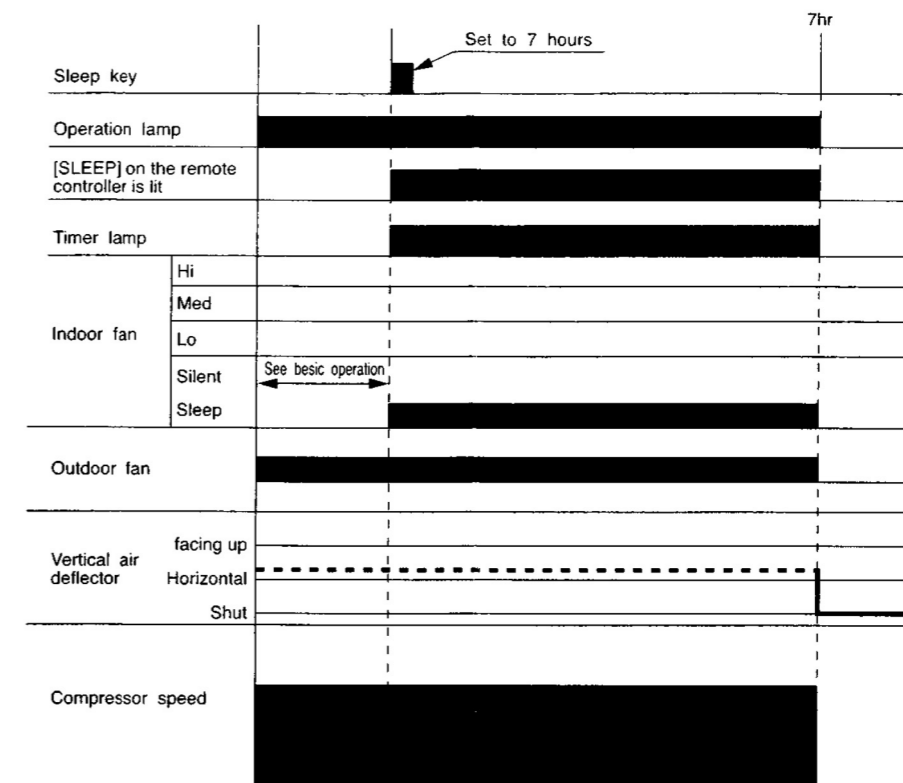 7hr
Set to 7 hours
Sleep key
Operation lamp
[SLEEP] on the remote
controller is lit
Timer lamp
Indoor fan
Hi
Med
Lo
Silent
See besic operation
Sleep
Outdoor fan
Vertical air
deflector
facing up
Horizontal
Shut
Compressor speed